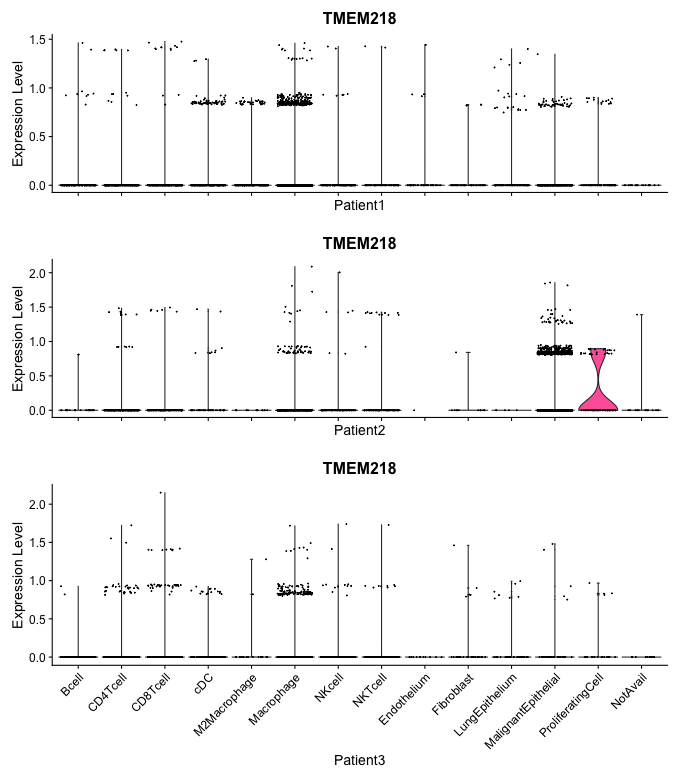 TMEM218
Expression Level
1.5
1.0
0.5
0.0
Patient1
TMEM218
Expression Level
2.0
1.5
1.0
0.5
0.0
Patient2
TMEM218
Expression Level
2.0
1.5
1.0
0.5
0.0
Bcell
CD4Tcell
CD8Tcell
cDC
M2Macrophage
Macrophage
NKcell
NKTcell
Endothelium
Fibroblast
LungEpithelium
MalignantEpithelial
ProliferatingCell
NotAvail
Patient3